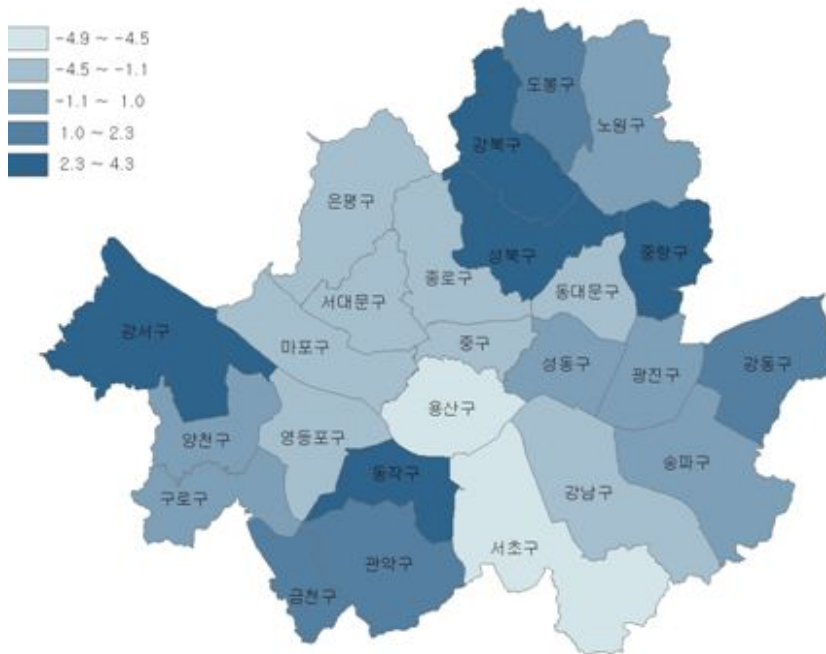 -4.9 ~ -4.5
-4.5 ~ -1.1
-1.1 ~ 1.0
1.0 ~ 2.3
2.3 ~ 4.3
도봉구
노원구
강북구
은평구
성북구
중랑구
종로구
동대문구
서대문구
강서구
마포구
중구
성동구
광진구
강동구
용산구
양천구
영등포구
송파구
동작구
강남구
구로구
서초구
관악구
금천구